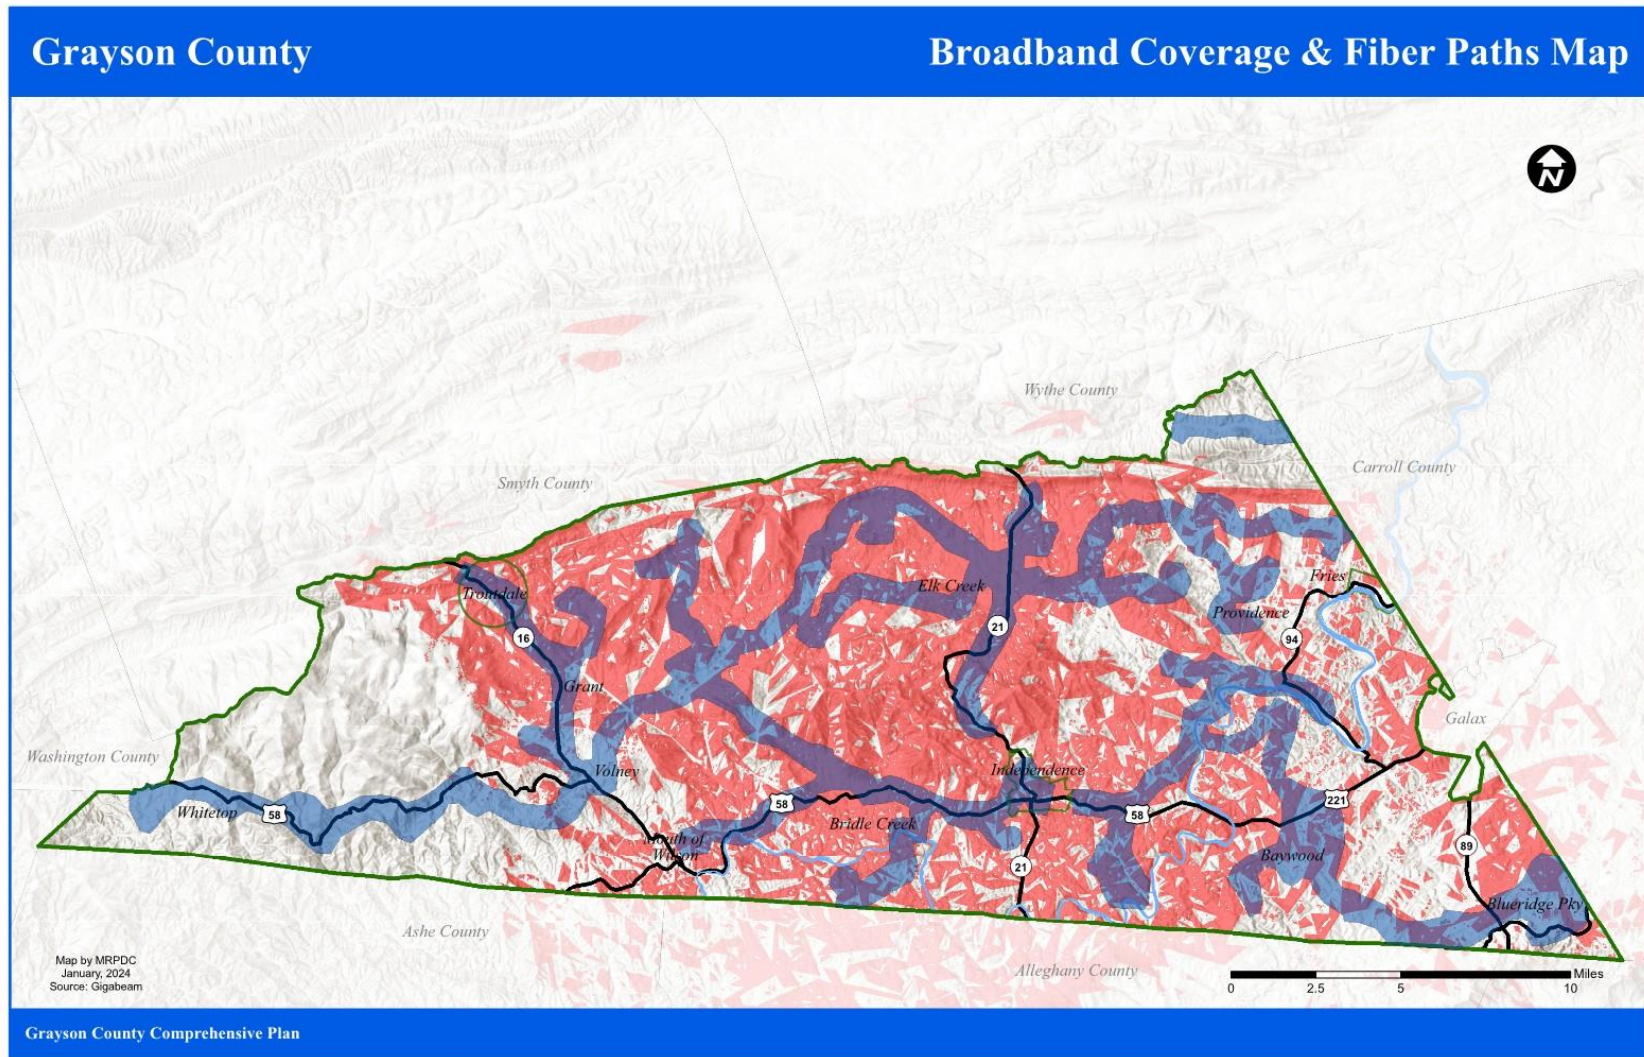 Grayson County
Broadband Coverage & Fiber Paths Map
N
Wythe County
Carroll County
Smyth County
Troutdale
Elk Creek
Fries
Providence
16
21
94
Grant
Galax
Washington County
Volney
Independence
Whitetop
58
58
58
221
Bridle Creek
Mouth of
Wilson
21
Baywood
89
Blueridge Pky
Ashe County
Alleghany County
Map by MRPDC
January, 2024
Source: Gigabeam
Miles
0 2.5 5 10
Grayson County Comprehensive Plan